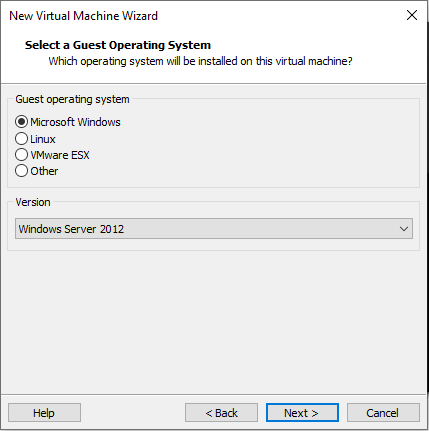 New Virtual Machine Wizard
Select a Guest Operating System
Which operating system will be installed on this virtual machine?
Guest operating system
Microsoft Windows
Linux
VMware ESX
Other
Version
Windows Server 2012
Help
< Back
Next >
Cancel